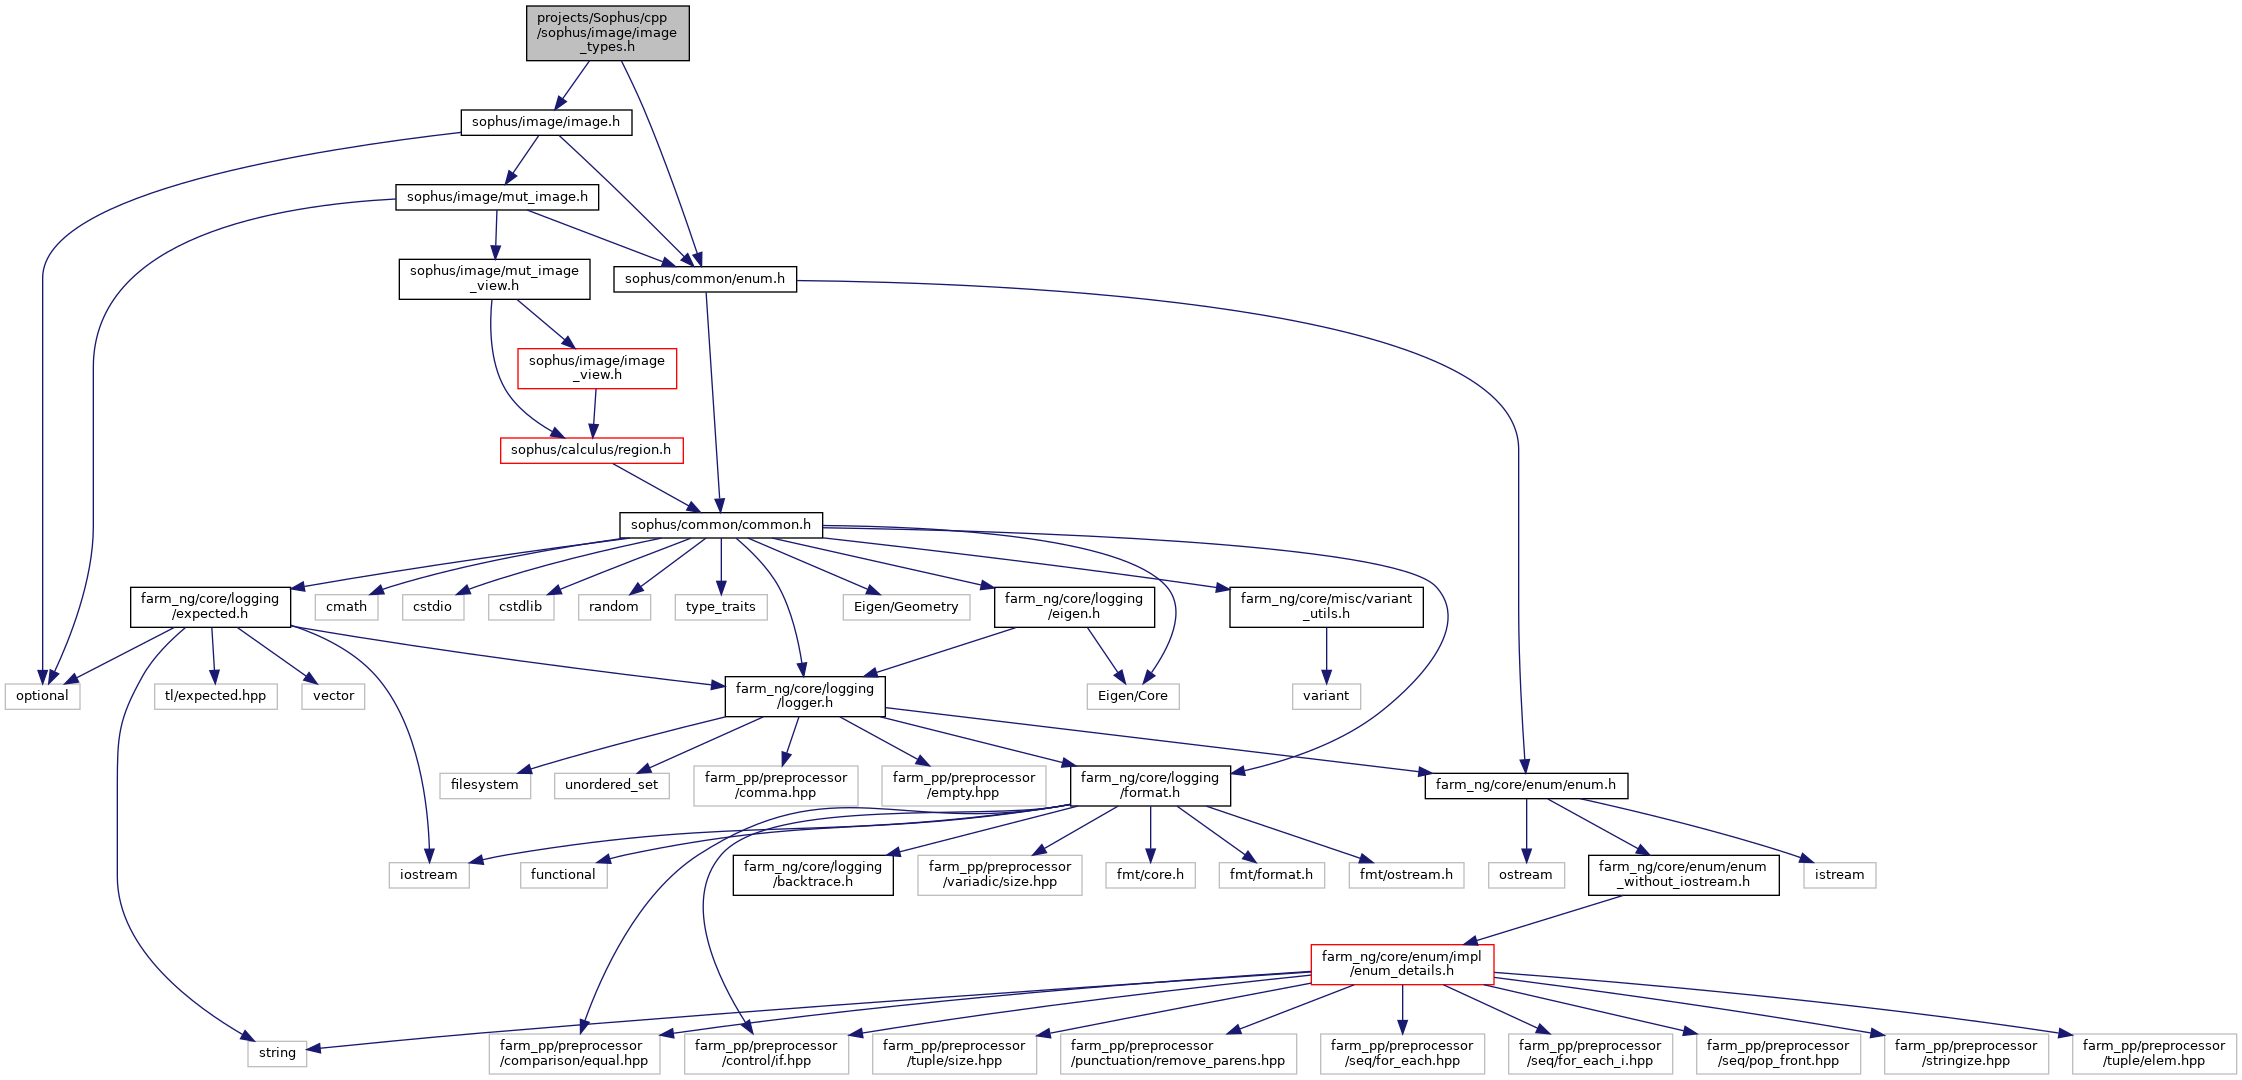 projects/Sophus/cpp
/sophus/image/image
_types.h
sophus/image/image.h
sophus/image/mut_image.h
sophus/image/mut_image
_view.h
sophus/common/enum.h
sophus/image/image
_view.h
sophus/calculus/region.h
sophus/common/common.h
farm_ng/core/logging
/expected.h
cmath
cstdio
cstdlib
random
type_traits
Eigen/Geometry
farm_ng/core/logging
/eigen.h
farm_ng/core/misc/variant
_utils.h
optional
tl/expected.hpp
vector
farm_ng/core/logging
/logger.h
Eigen/Core
variant
filesystem
unordered_set
farm_pp/preprocessor
/comma.hpp
farm_pp/preprocessor
/empty.hpp
farm_ng/core/logging
/format.h
farm_ng/core/enum/enum.h
iostream
functional
farm_ng/core/logging
/backtrace.h
farm_pp/preprocessor
/variadic/size.hpp
fmt/core.h
fmt/format.h
fmt/ostream.h
ostream
farm_ng/core/enum/enum
_without_iostream.h
istream
farm_ng/core/enum/impl
/enum_details.h
string
farm_pp/preprocessor
/comparison/equal.hpp
farm_pp/preprocessor
/control/if.hpp
farm_pp/preprocessor
/tuple/size.hpp
farm_pp/preprocessor
/punctuation/remove_parens.hpp
farm_pp/preprocessor
/seq/for_each.hpp
farm_pp/preprocessor
/seq/for_each_i.hpp
farm_pp/preprocessor
/seq/pop_front.hpp
farm_pp/preprocessor
/stringize.hpp
farm_pp/preprocessor
/tuple/elem.hpp